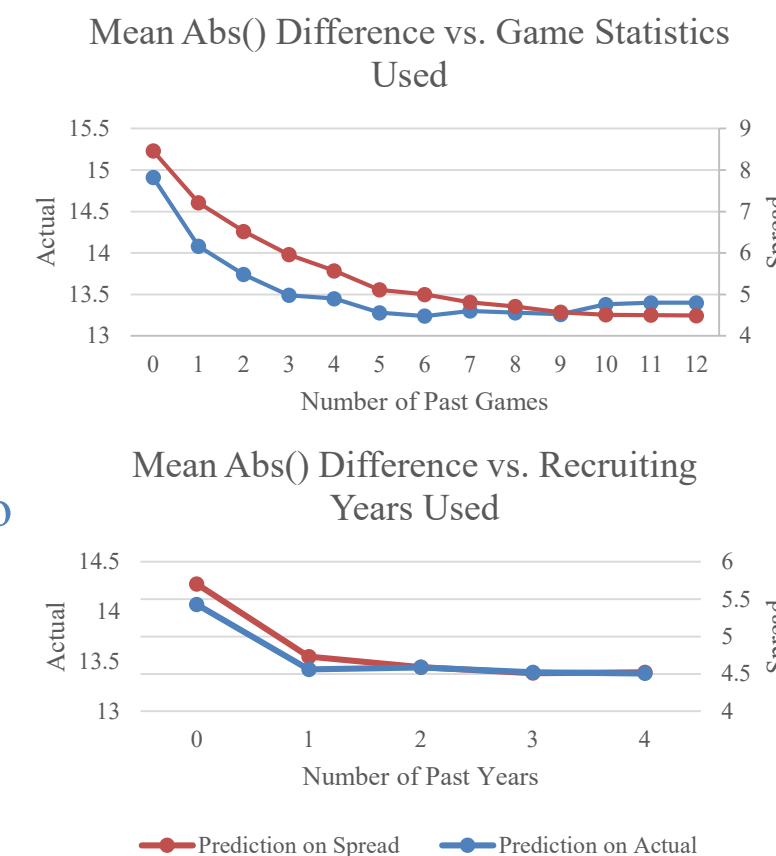 Mean Abs() Difference vs. Game Statistics
Used
15.5
15
14.5
14
13.5
13
Actual
9
8
7
6
5
4
Spread
0 1 2 3 4 5 6 7 8 9 10 11 12
Number of Past Games
Mean Abs() Difference vs. Recruiting
Years Used
14.5
14
13.5
13
Actual
6
5.5
5
4.5
4
Spread
0 1 2 3 4
Number of Past Years
Prediction on Spread
Prediction on Actual